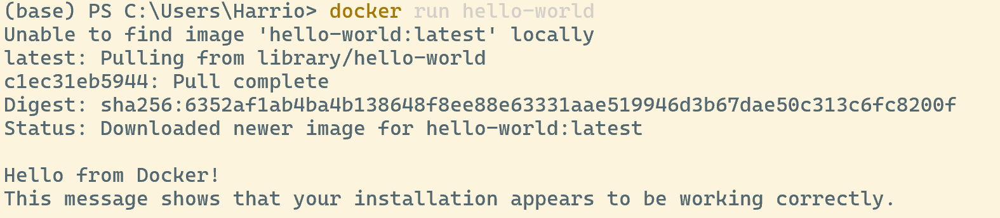 (base) PS C:\Users\Harrio> docker run hello-world
Unable to find image 'hello-world:latest' locally
latest: Pulling from library/hello-world
c1ec31eb5944: Pull complete
Digest: sha256:6352af1ab4ba4b138648f8ee88e63331aae519946d3b67dae50c313c6fc8200f
Status: Downloaded newer image for hello-world:latest

Hello from Docker!
This message shows that your installation appears to be working correctly.